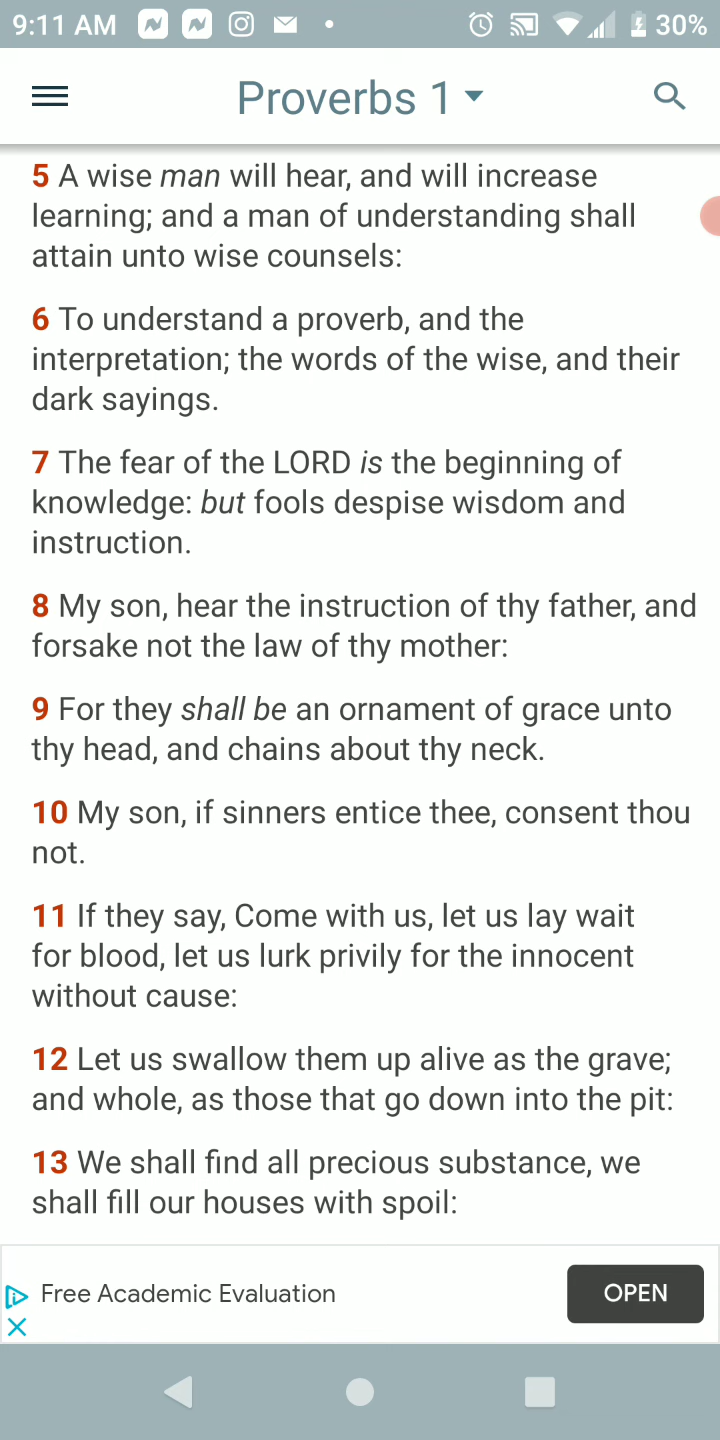 9:11 AM
30%
Proverbs 1
5 A wise man will hear, and will increase
learning; and a man of understanding shall
attain unto wise counsels:
6 To understand a proverb, and the
interpretation; the words of the wise, and their
dark sayings.
7 The fear of the LORD is the beginning of
knowledge: but fools despise wisdom and
instruction.
8 My son, hear the instruction of thy father, and
forsake not the law of thy mother:
9 For they shall be an ornament of grace unto
thy head, and chains about thy neck.
10 My son, if sinners entice thee, consent thou
not.
11 If they say, Come with us, let us lay wait
for blood, let us lurk privily for the innocent
without cause:
12 Let us swallow them up alive as the grave;
and whole, as those that go down into the pit:
13 We shall find all precious substance, we
shall fill our houses with spoil:
Free Academic Evaluation
OPEN